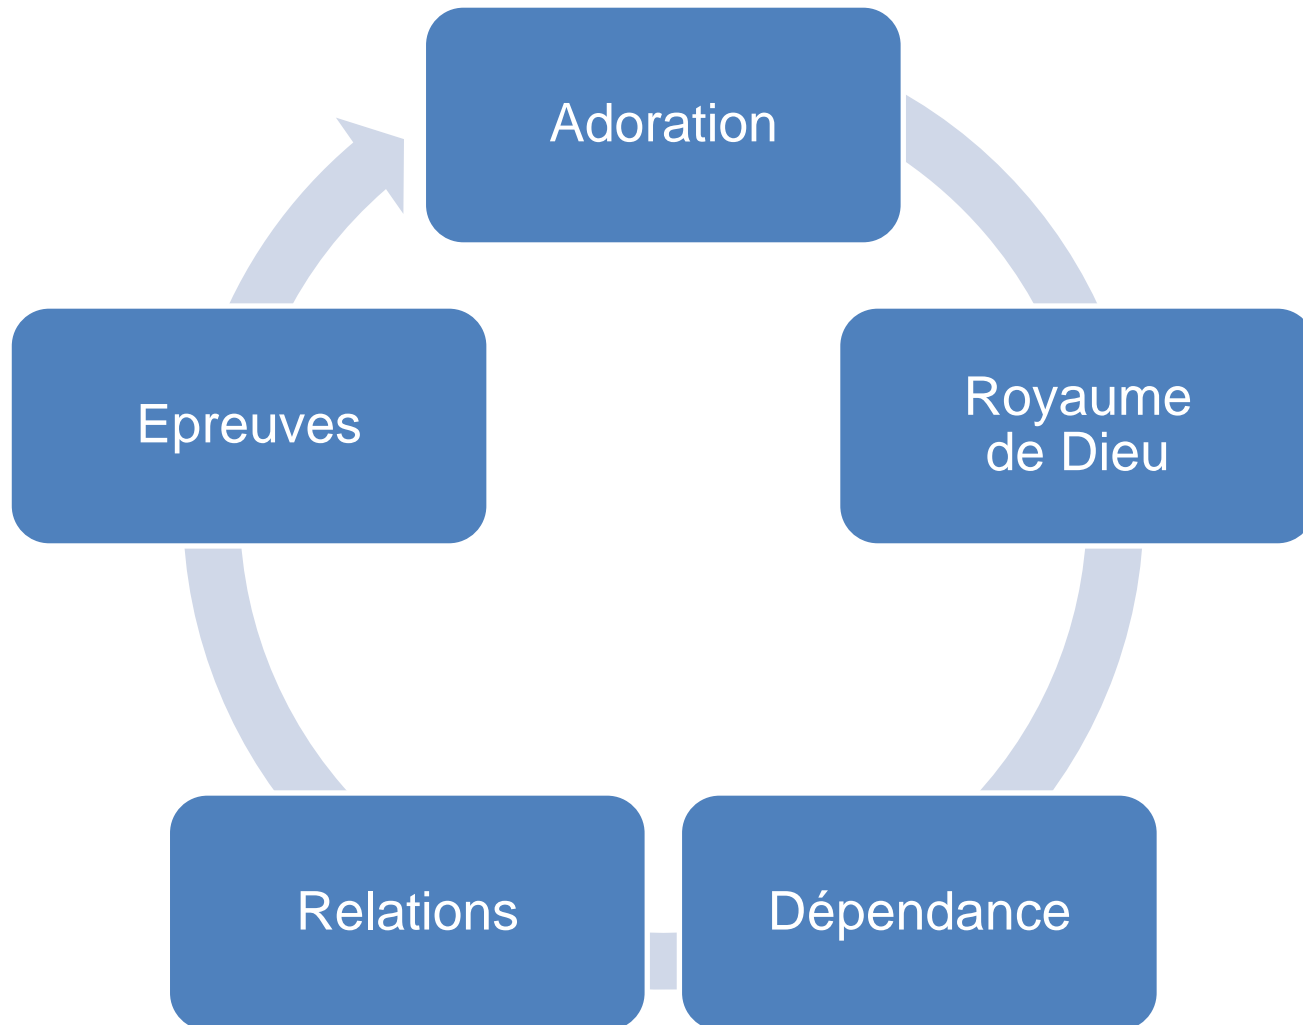 Adoration
Royaume
de Dieu
Dépendance
Relations
Epreuves